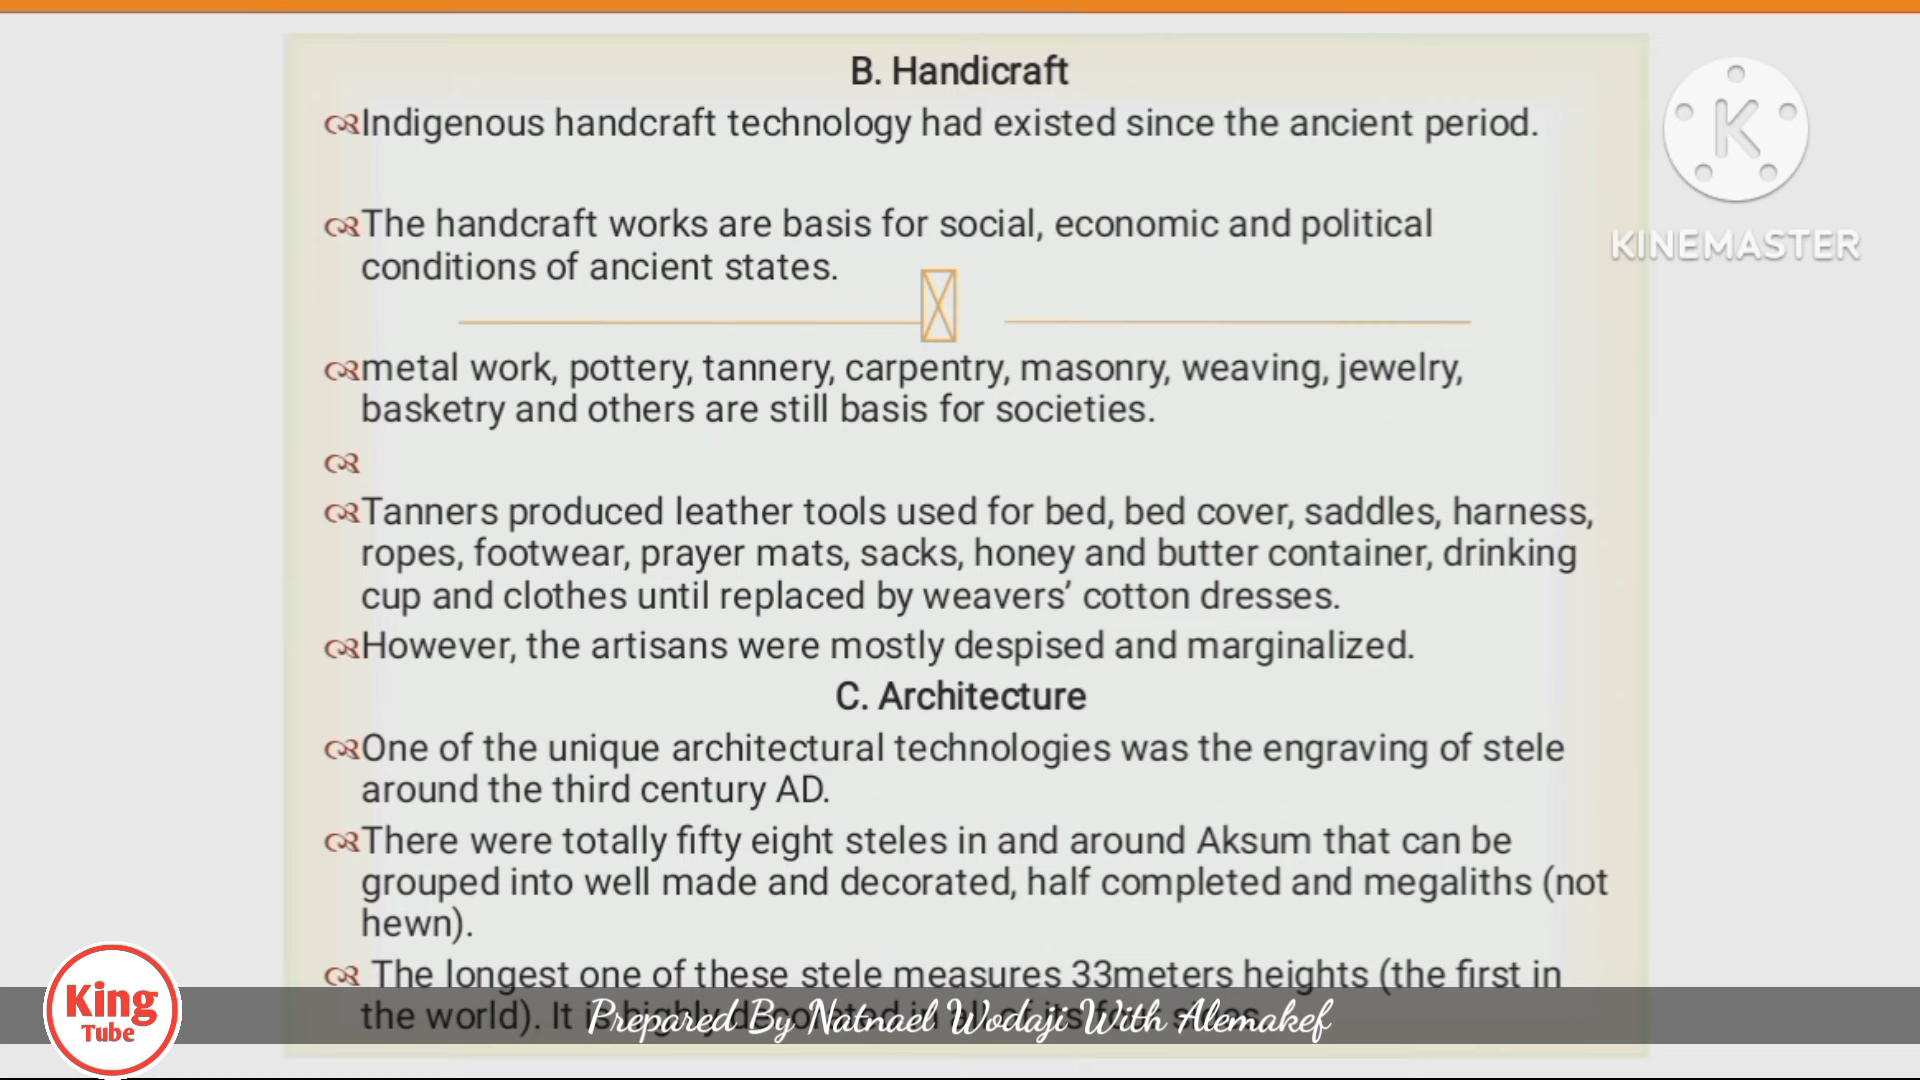 B. Handicraft
Indigenous handcraft technology had existed since the ancient period.
The handcraft works are basis for social, economic and political
conditions of ancient states.
metal work, pottery, tannery, carpentry, masonry, weaving, jewelry,
basketry and others are still basis for societies.
Tanners produced leather tools used for bed, bed cover, saddles, harness,
ropes, footwear, prayer mats, sacks, honey and butter container, drinking
cup and clothes until replaced by weavers’ cotton dresses.
However, the artisans were mostly despised and marginalized.
C. Architecture
One of the unique architectural technologies was the engraving of stele
around the third century AD.
There were totally fifty eight steles in and around Aksum that can be
grouped into well made and decorated, half completed and megaliths (not
hewn).
The longest one of these stele measures 33meters heights (the first in
the world). It
Prepared By Natnael Wodaji With Alemakef
King
Tube
K
KINEMASTER